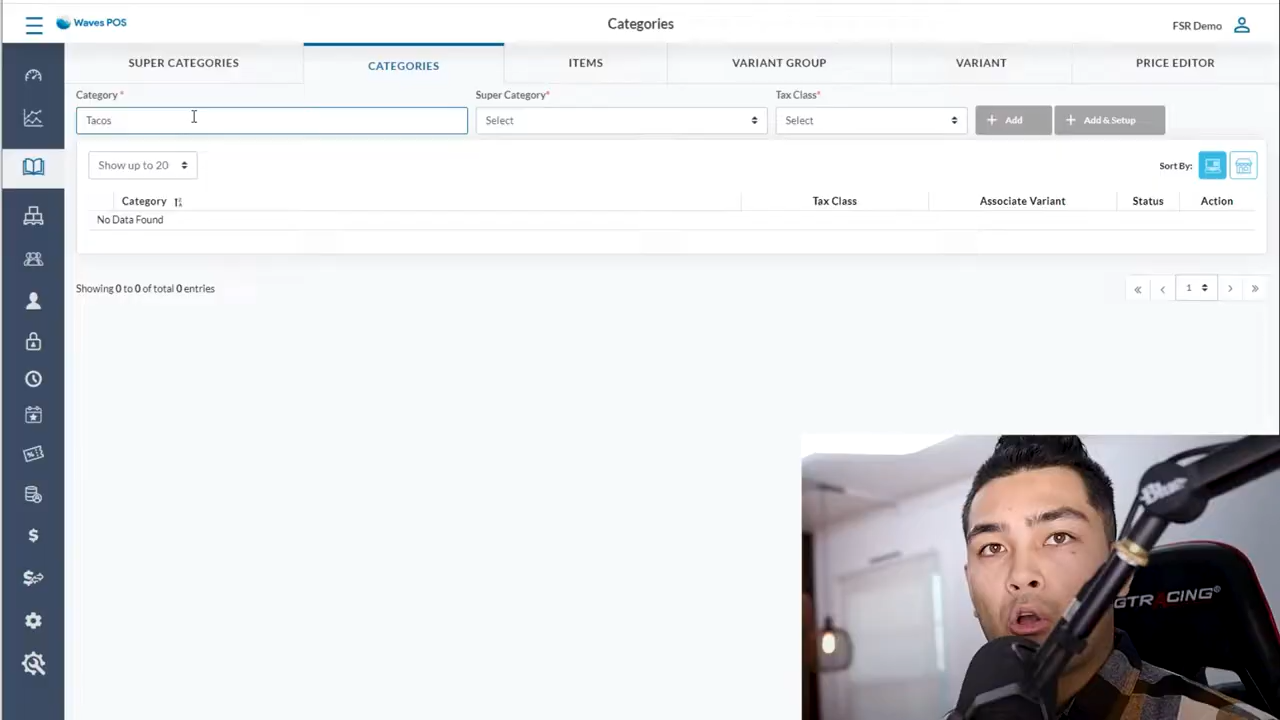 Waves POS
Categories
FSR Demo
SUPER CATEGORIES
CATEGORIES
ITEMS
VARIANT GROUP
VARIANT
PRICE EDITOR
Category *
Super Category*
Tax Class*
Tacos
Select
Select
+ Add
+ Add & Setup
Show up to 20
Sort By:
Category
Tax Class
Associate Variant
Status
Action
No Data Found
Showing 0 to 0 of total 0 entries
« ‹ 1 › »
Blue
GTRACING®